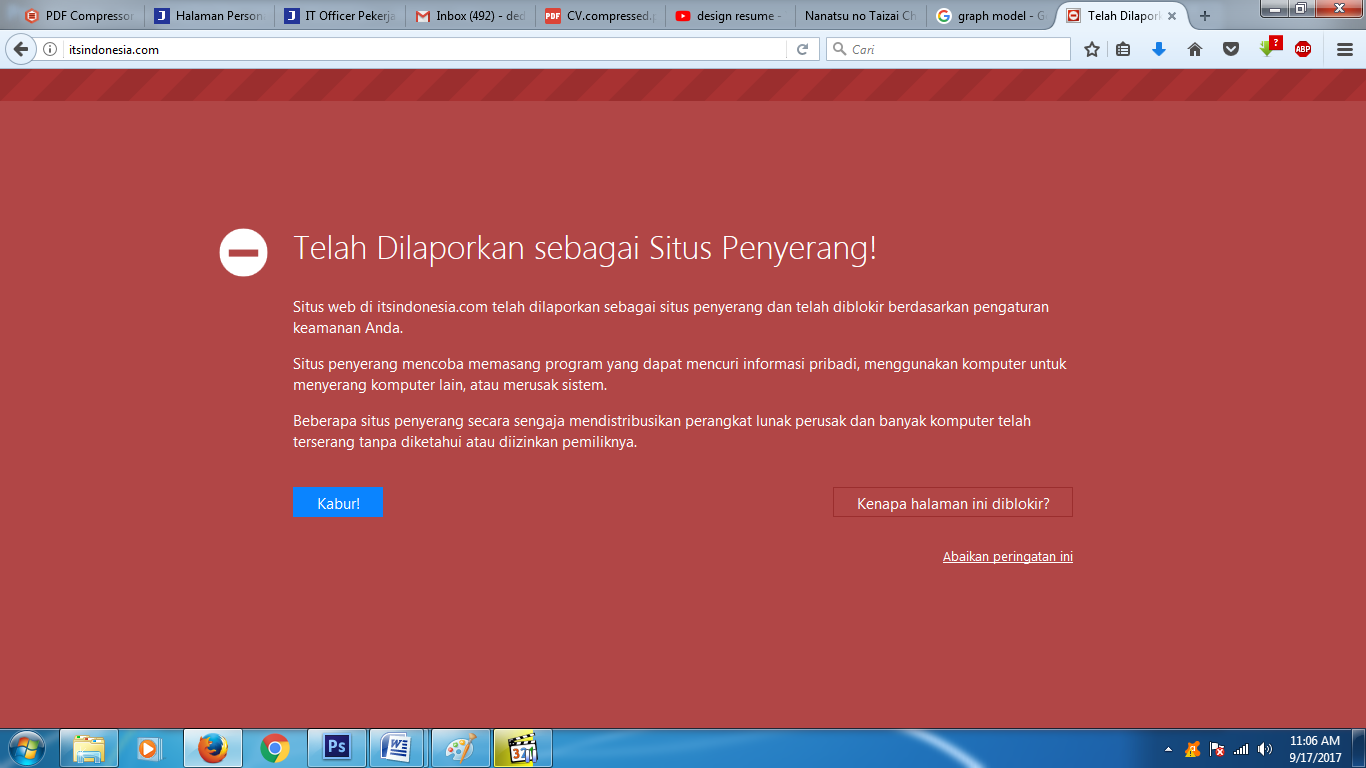 PDF Compressor
Halaman Person
IT Officer Pekerja
Inbox (492) - ded
CV.compressed.p
design resume -
Nanatsu no Taizai Ch
graph model - G
Telah Dilapork
itsindonesia.com
Cari
?
ABP
Telah Dilaporkan sebagai Situs Penyerang!
Situs web di itsindonesia.com telah dilaporkan sebagai situs penyerang dan telah diblokir berdasarkan pengaturan
keamanan Anda.
Situs penyerang mencoba memasang program yang dapat mencuri informasi pribadi, menggunakan komputer untuk
menyerang komputer lain, atau merusak sistem.
Beberapa situs penyerang secara sengaja mendistribusikan perangkat lunak perusak dan banyak komputer telah
terserang tanpa diketahui atau diizinkan pemiliknya.
Kabur!
Kenapa halaman ini diblokir?
Abaikan peringatan ini
Ps
W
321
11:06 AM
9/17/2017